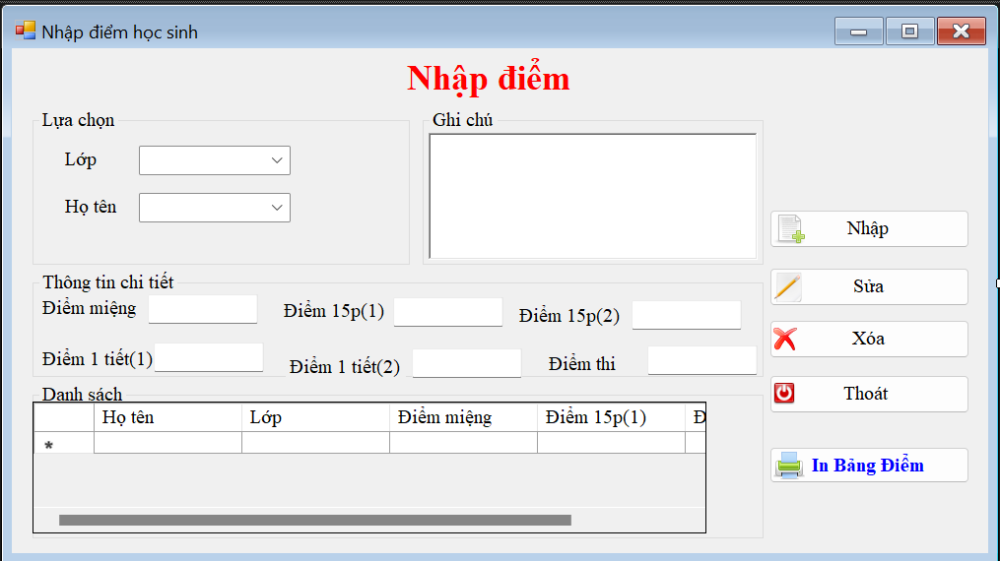 Nhập điểm học sinh
Nhập điểm
Lựa chọn
Lớp
Họ tên
Ghi chú
Nhập
Sửa
Xóa
Thoát
In Bảng Điểm
Thông tin chi tiết
Điểm miệng
Điểm 15p(1)
Điểm 15p(2)
Điểm 1 tiết(1)
Điểm 1 tiết(2)
Điểm thi
Danh sách
Họ tên Lớp Điểm miệng Điểm 15p(1) Đ
*